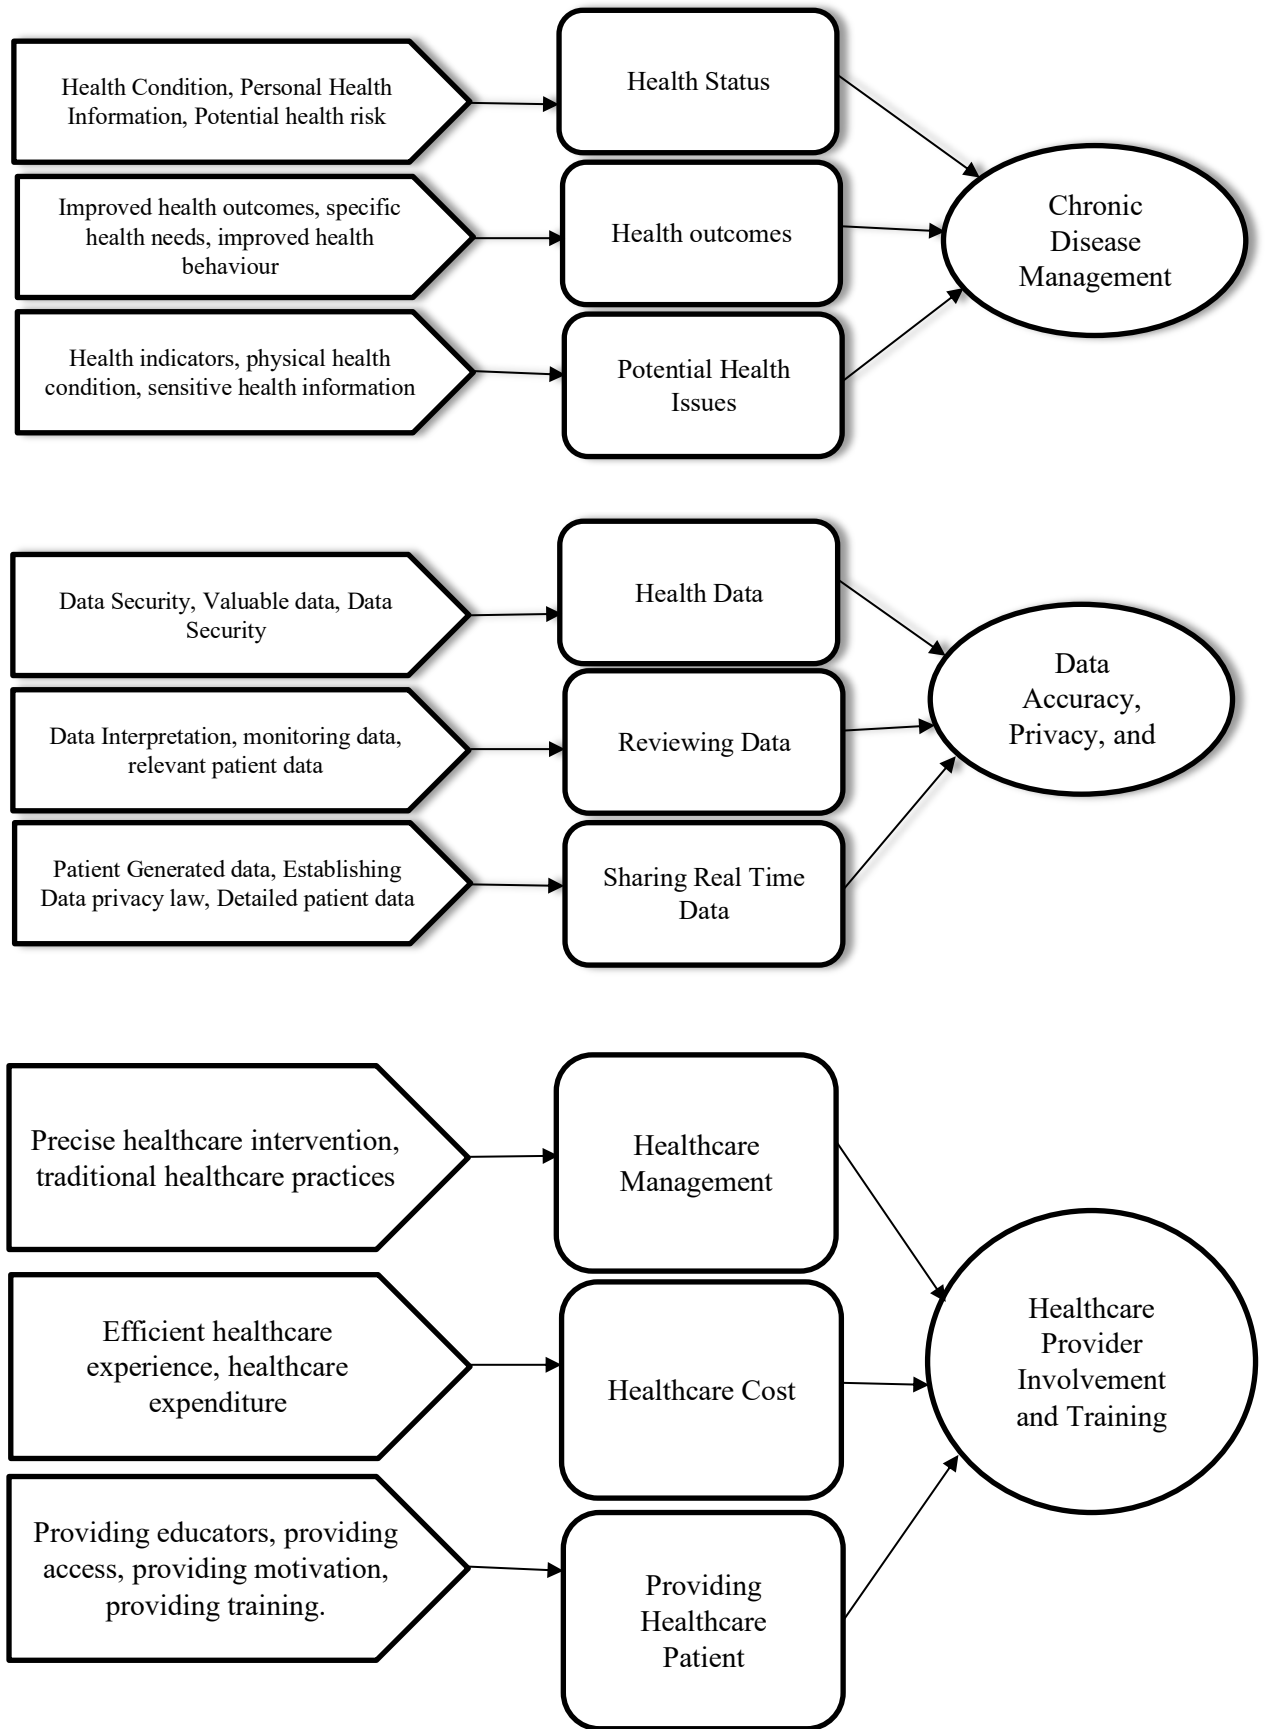 Health Condition, Personal Health
Information, Potential health risk
Health Status
Improved health outcomes, specific
health needs, improved health
behaviour
Health outcomes
Health indicators, physical health
condition, sensitive health information
Potential Health
Issues
Chronic
Disease
Management
Data Security, Valuable data, Data
Security
Health Data
Data Interpretation, monitoring data,
relevant patient data
Reviewing Data
Patient Generated data, Establishing
Data privacy law, Detailed patient data
Sharing Real Time
Data
Data
Accuracy,
Privacy, and
Precise healthcare intervention,
traditional healthcare practices
Healthcare
Management
Efficient healthcare
experience, healthcare
expenditure
Healthcare Cost
Providing educators, providing
access, providing motivation,
providing training.
Providing
Healthcare
Patient
Healthcare
Provider
Involvement
and Training